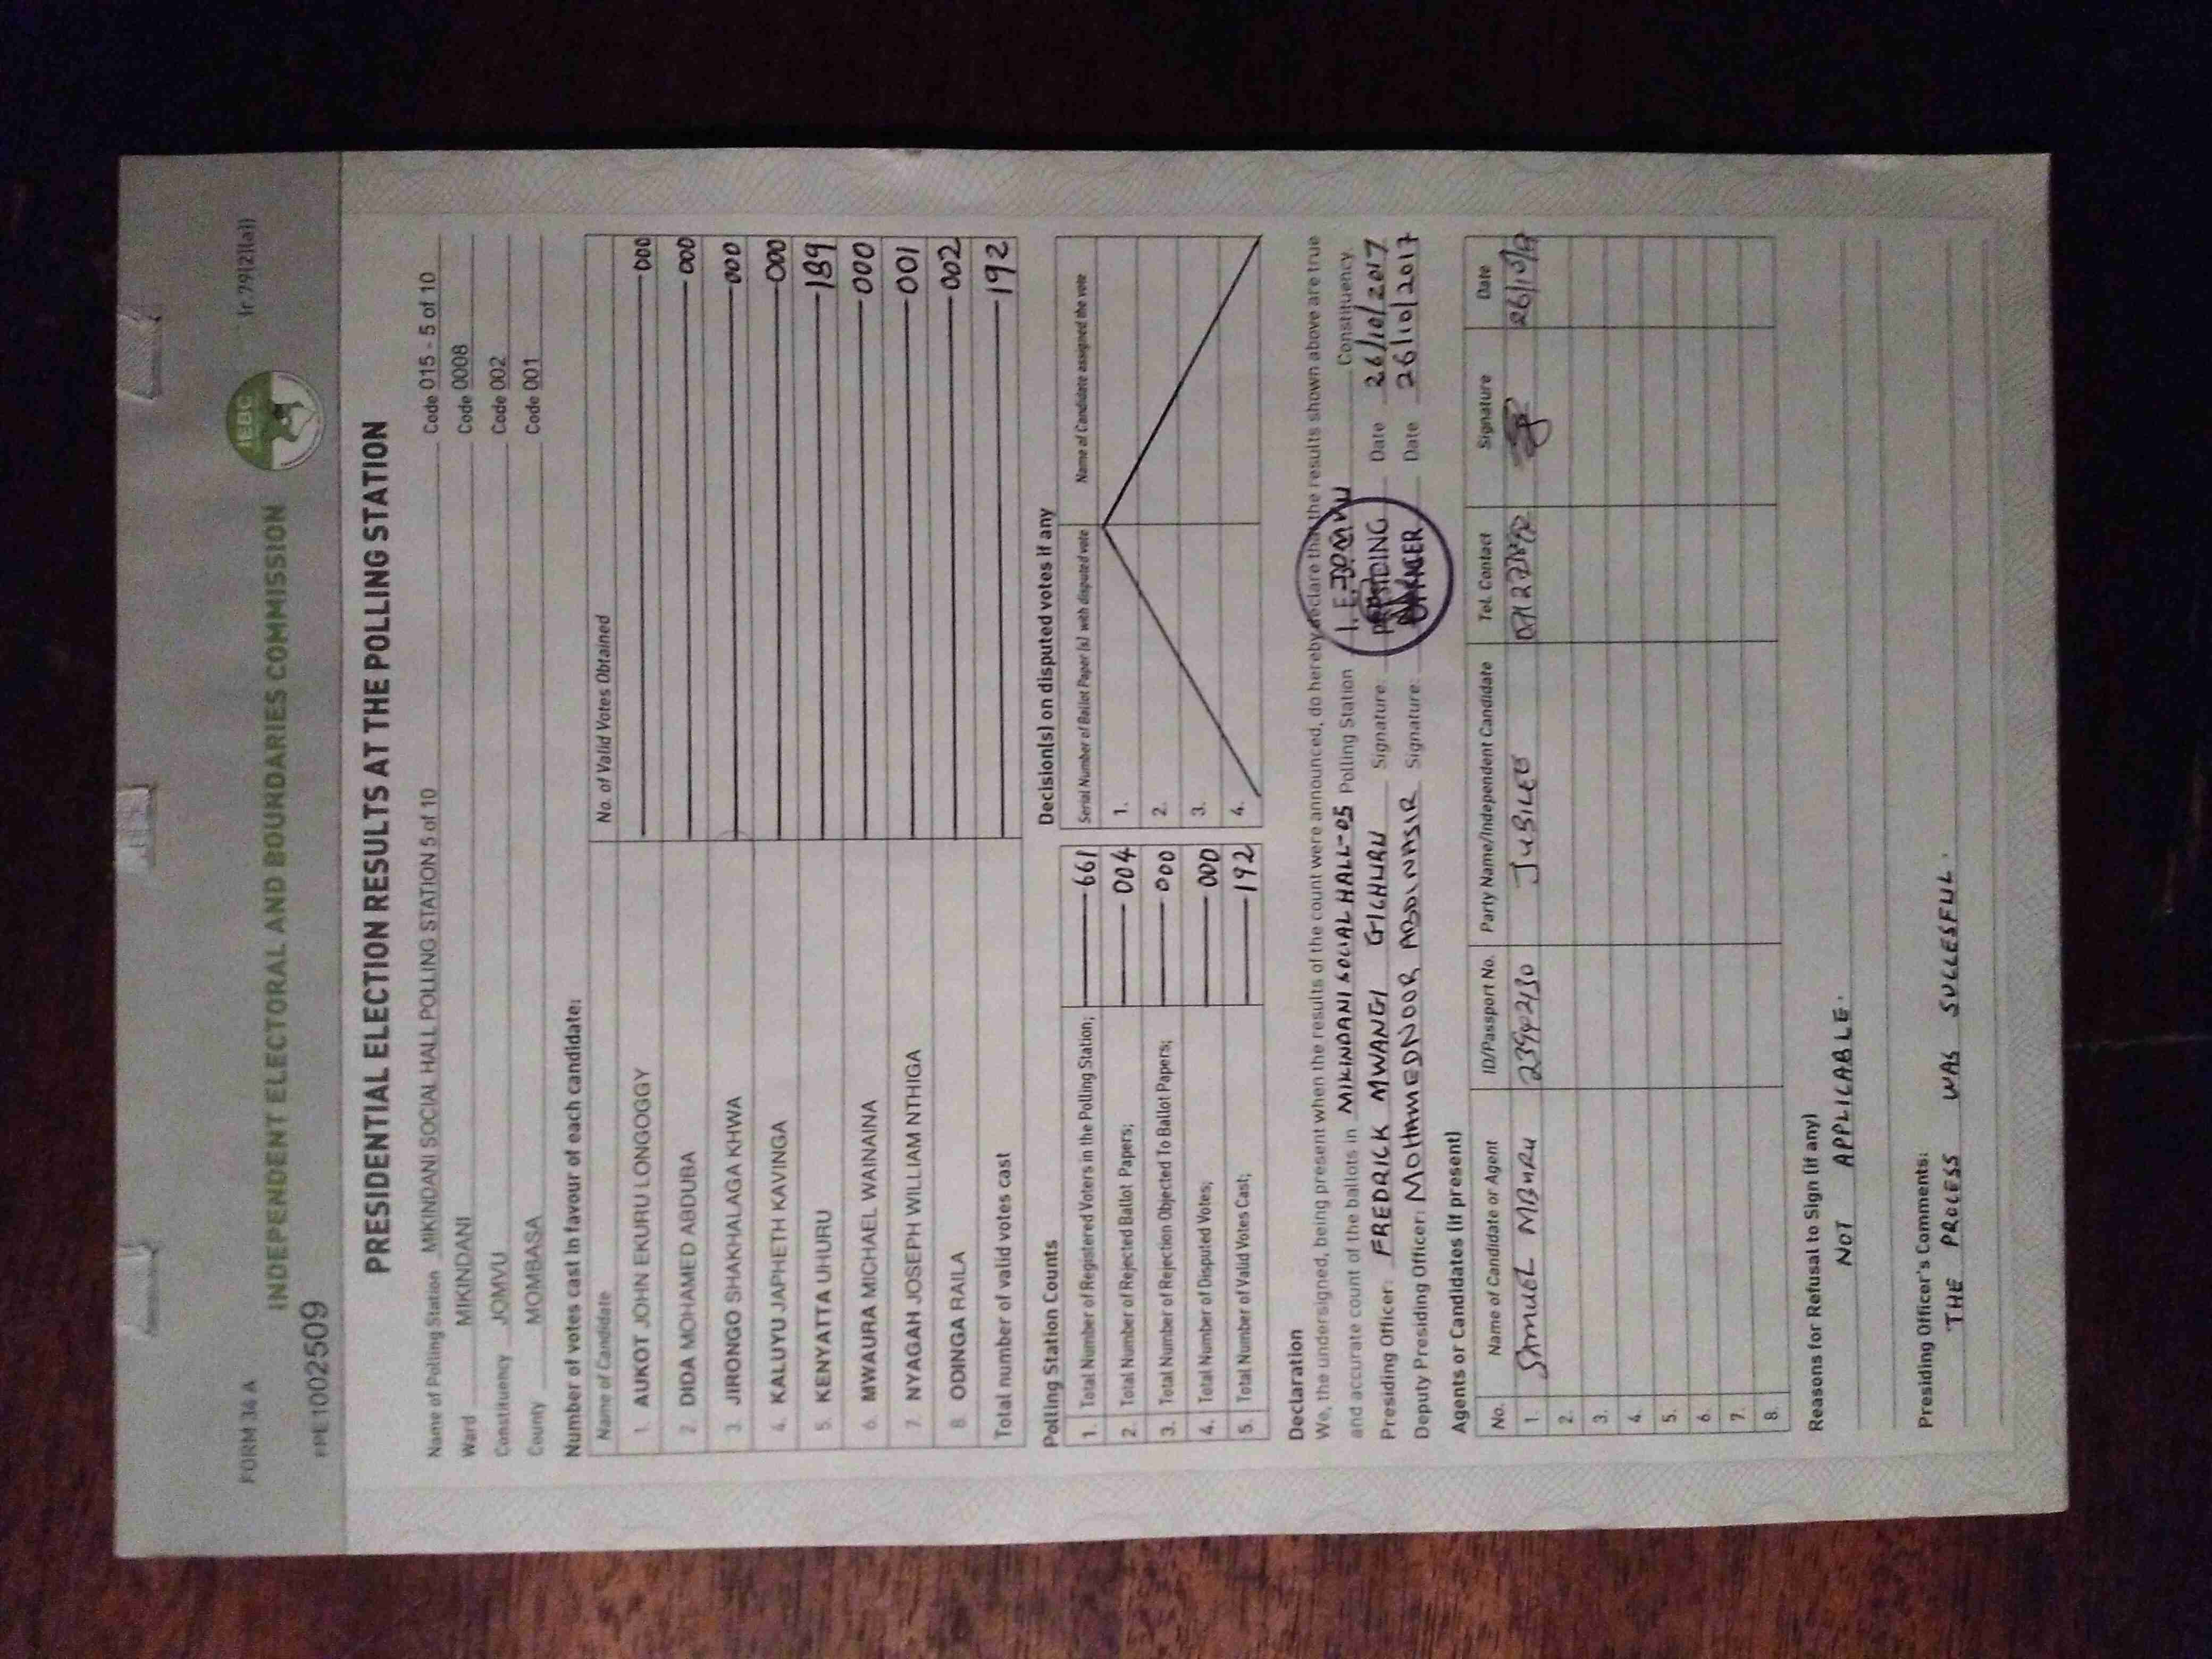 FORM 34 A
(r.79(2)(a))
IEBC
INDEPENDENT ELECTORAL AND BOUNDARIES COMMISSION
PRE1002509
PRESIDENTIAL ELECTION RESULTS AT THE POLLING STATION
Name of Polling Station MIKINDANI SOCIAL HALL POLLING STATION 5 of 10 Code 015 - 5 of 10
Ward MIKINDANI Code 0008
Constituency JOMVU Code 002
County MOMBASA Code 001
Number of votes cast in favour of each candidate:
Name of Candidate No. of Valid Votes Obtained
1. AUKOT JOHN EKURU LONGOGGY 000
2. DIDA MOHAMED ABDUBA 000
3. JIRONGO SHAKHALAGA KHWA 000
4. KALUYU JAPHETH KAVINGA 000
5. KENYATTA UHURU 189
6. MWAURA MICHAEL WAINAINA 000
7. NYAGAH JOSEPH WILLIAM NTHIGA 001
8. ODINGA RAILA 002
Total number of valid votes cast 192
Polling Station Counts
1. Total Number of Registered Voters in the Polling Station; 661
2. Total Number of Rejected Ballot Papers; 004
3. Total Number of Rejection Objected To Ballot Papers; 000
4. Total Number of Disputed Votes; 000
5. Total Number of Valid Votes Cast; 192
Decision(s) on disputed votes if any
Serial Number of Ballot Paper (s) with disputed vote Name of Candidate assigned the vote
1.
2.
3.
4.
Declaration
We, the undersigned, being present when the results of the count were announced, do hereby declare that the results shown above are true
and accurate count of the ballots in MIKINDANI SOCIAL HALL-05 Polling Station JOMVU Constituency.
Presiding Officer: FREDRICK MWANGI GICHURU Signature: Date 26/10/2017
Deputy Presiding Officer: MOHMMEDNOOR ABDINASIR Signature: Date 26/10/2017
PRESIDING
OFFICER
Agents or Candidates (if present)
No. Name of Candidate or Agent ID/Passport No. Party Name/Independent Candidate Tel. Contact Signature Date
1. SAMUEL MBURU JUBILEE
2.
3.
4.
5.
6.
7.
8.
Reasons for Refusal to Sign (if any)
NOT APPLICABLE.
Presiding Officer's Comments:
THE PROCESS WAS SUCCESFUL.